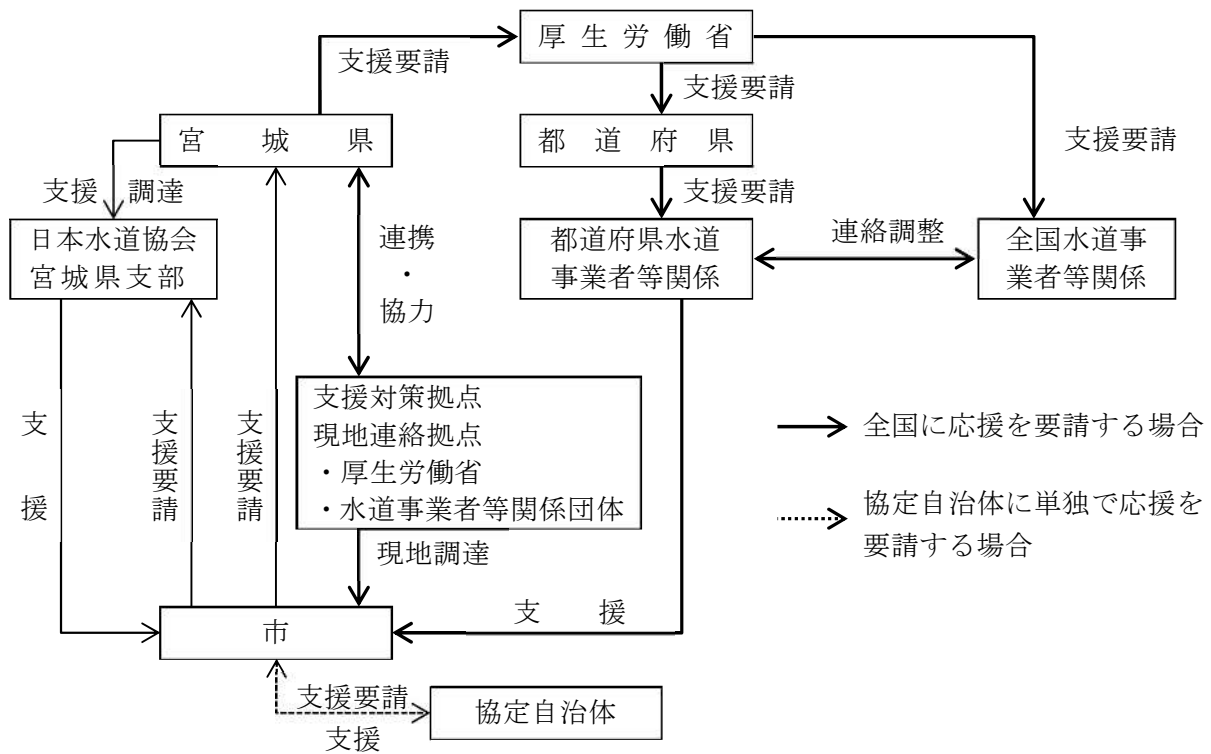 厚生労働省
支援要請
支援要請
宮城県
都道府県
支援要請
支援 調達
支援要請
日本水道協会
宮城県支部
連携
・
協力
都道府県水道
事業者等関係
連絡調整
全国水道事
業者等関係
支援
支援要請
支援要請
支援対策拠点
現地連絡拠点
・厚生労働省
・水道事業者等関係団体
全国に応援を要請する場合
協定自治体に単独で応援を
要請する場合
現地調達
市
支援
支援要請
支援
協定自治体